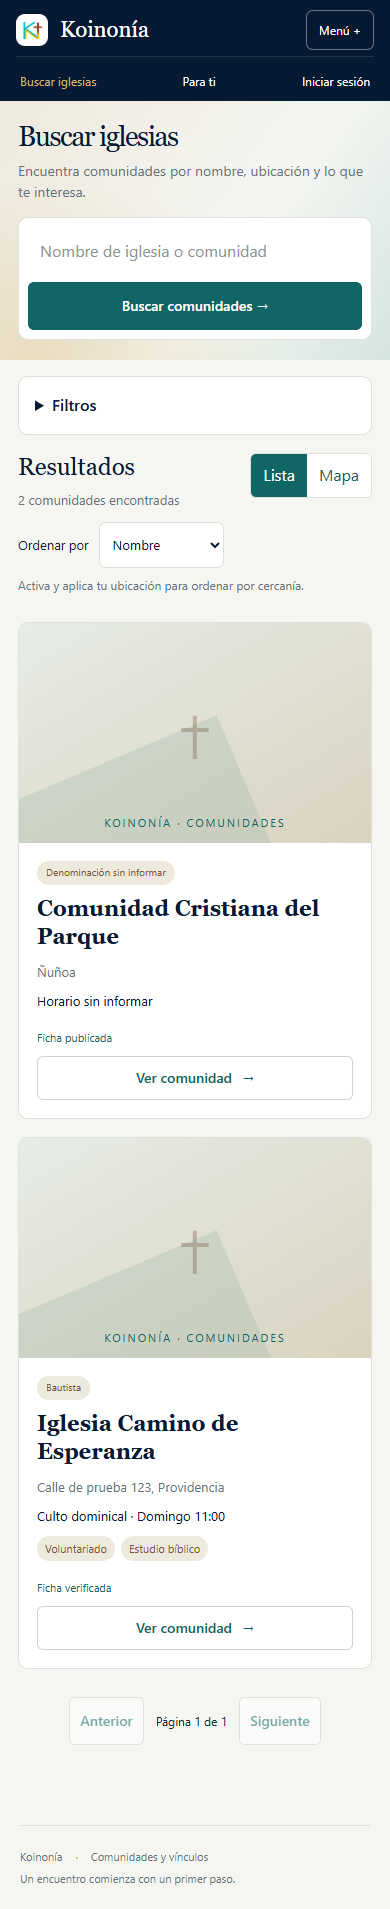 Koinonía
Menú +
Buscar iglesias
Para ti
Iniciar sesión
Buscar iglesias
Encuentra comunidades por nombre, ubicación y lo que
te interesa.
Nombre de iglesia o comunidad
Buscar comunidades →
▶ Filtros
Resultados
2 comunidades encontradas
Lista
Mapa
Ordenar por
Nombre
Activa y aplica tu ubicación para ordenar por cercanía.
KOINONÍA · COMUNIDADES
Denominación sin informar
Comunidad Cristiana del
Parque
Ñuñoa
Horario sin informar
Ficha publicada
Ver comunidad →
KOINONÍA · COMUNIDADES
Bautista
Iglesia Camino de
Esperanza
Calle de prueba 123, Providencia
Culto dominical · Domingo 11:00
Voluntariado
Estudio bíblico
Ficha verificada
Ver comunidad →
Anterior
Página 1 de 1
Siguiente
Koinonía · Comunidades y vínculos
Un encuentro comienza con un primer paso.